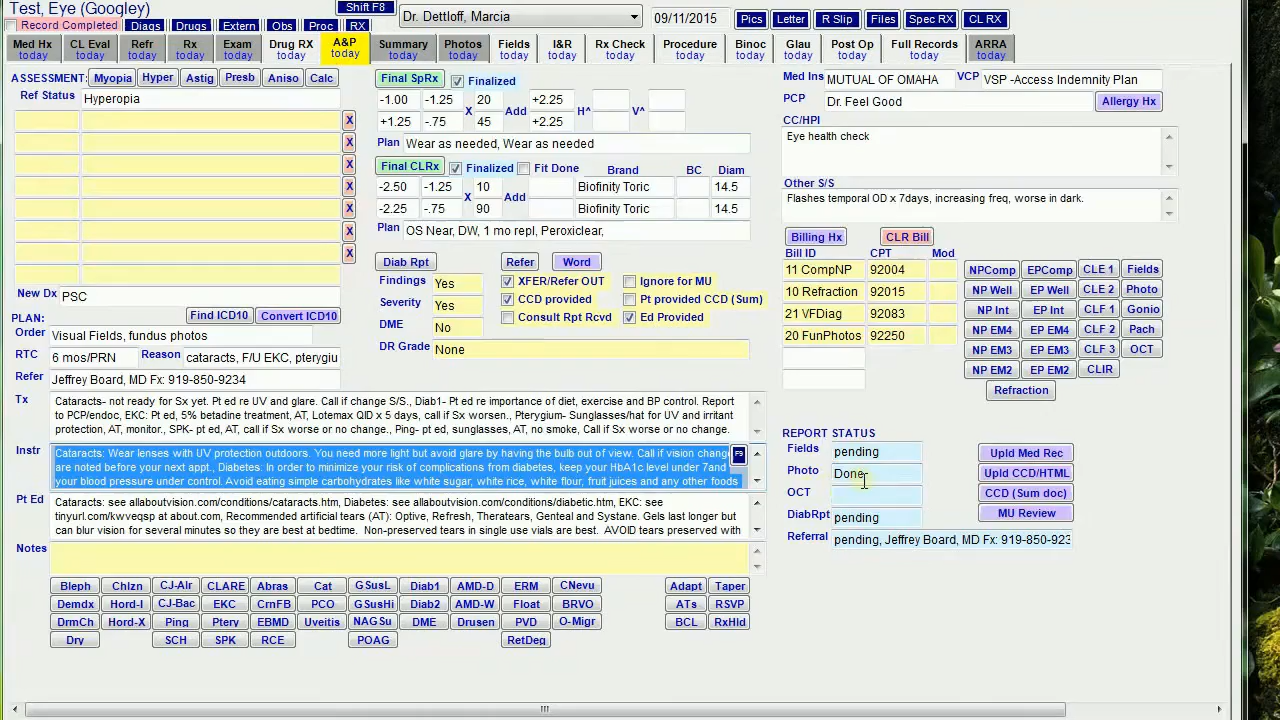 Test, Eye (Googley)
Record Completed Diags Drugs Extern Obs Proc RX
Shift F8
Dr. Dettloff, Marcia 09/11/2015 Pics Letter R Slip Files Spec RX CL RX
Med Hx CL Eval Refr Rx Exam Drug RX A&P Summary Photos Fields I&R Rx Check Procedure Binoc Glau Post Op Full Records ARRA
today today today today today today today today today today today today today today today today today today
ASSESSMENT: Myopia Hyper Astig Presb Aniso Calc
Ref Status Hyperopia
X
X
X
X
X
X
X
New Dx PSC
Find ICD10 Convert ICD10
PLAN:
Order Visual Fields, fundus photos
RTC 6 mos/PRN Reason cataracts, F/U EKC, pterygiu
Refer Jeffrey Board, MD Fx: 919-850-9234
Final SpRx Finalized
-1.00 -1.25 20 +2.25
X Add H^ V^
+1.25 -.75 45 +2.25
Plan Wear as needed, Wear as needed
Final CLRx Finalized Fit Done Brand BC Diam
-2.50 -1.25 10 Biofinity Toric 14.5
X Add
-2.25 -.75 90 Biofinity Toric 14.5
Plan OS Near, DW, 1 mo repl, Peroxiclear,
Diab Rpt Refer Word
Findings Yes XFER/Refer OUT Ignore for MU
Severity Yes CCD provided Pt provided CCD (Sum)
DME No Consult Rpt Rcvd Ed Provided
DR Grade None
Tx Cataracts- not ready for Sx yet. Pt ed re UV and glare. Call if change S/S., Diab1- Pt ed re importance of diet, exercise and BP control. Report
to PCP/endoc, EKC: Pt ed, 5% betadine treatment, AT, Lotemax QID x 5 days, call if Sx worsen., Pterygium- Sunglasses/hat for UV and irritant
protection, AT, monitor., SPK- pt ed, AT, call if Sx worse or no change., Ping- pt ed, sunglasses, AT, no smoke, Call if Sx worse or no change.
Instr Cataracts: Wear lenses with UV protection outdoors. You need more light but avoid glare by having the bulb out of view. Call if vision change
F9
are noted before your next appt., Diabetes. In order to minimize your risk of complications from diabetes, keep your HbA1c level under 7and
your blood pressure under control. Avoid eating simple carbohydrates like white sugar, white rice, white flour, fruit juices and any other foods
Pt Ed Cataracts: see allaboutvision.com/conditions/cataracts.htm, Diabetes: see allaboutvision.com/conditions/diabetic.htm, EKC: see
tinyurl.com/kwveqsp at about.com, Recommended artificial tears (AT): Optive, Refresh, Theratears, Genteal and Systane. Gels last longer but
can blur vision for several minutes so they are best at bedtime. Non-preserved tears in single use vials are best. AVOID tears preserved with
Notes
Bleph Chlzn CJ-Alr CLARE Abras Cat GSusL Diab1 AMD-D ERM CNevu Adapt Taper
Demdx Hord-I CJ-Bac EKC CrnFB PCO GSusHi Diab2 AMD-W Float BRVO ATs RSVP
DrmCh Hord-X Ping Ptery EBMD Uveitis NAGSu DME Drusen PVD O-Migr BCL RxHld
Dry SCH SPK RCE POAG RetDeg
Med Ins MUTUAL OF OMAHA VCP VSP -Access Indemnity Plan
PCP Dr. Feel Good Allergy Hx
CC/HPI
Eye health check
Other S/S
Flashes temporal OD x 7days, increasing freq, worse in dark.
Billing Hx CLR Bill
Bill ID CPT Mod
11 CompNP 92004 NPComp EPComp CLE 1 Fields
10 Refraction 92015 NP Well EP Well CLE 2 Photo
21 VFDiag 92083 NP Int EP Int CLF 1 Gonio
20 FunPhotos 92250 NP EM4 EP EM4 CLF 2 Pach
NP EM3 EP EM3 CLF 3 OCT
NP EM2 EP EM2 CLIR
Refraction
REPORT STATUS
Fields pending Upld Med Rec
Photo Done Upld CCD/HTML
OCT CCD (Sum doc)
DiabRpt pending MU Review
Referral pending, Jeffrey Board, MD Fx: 919-850-923